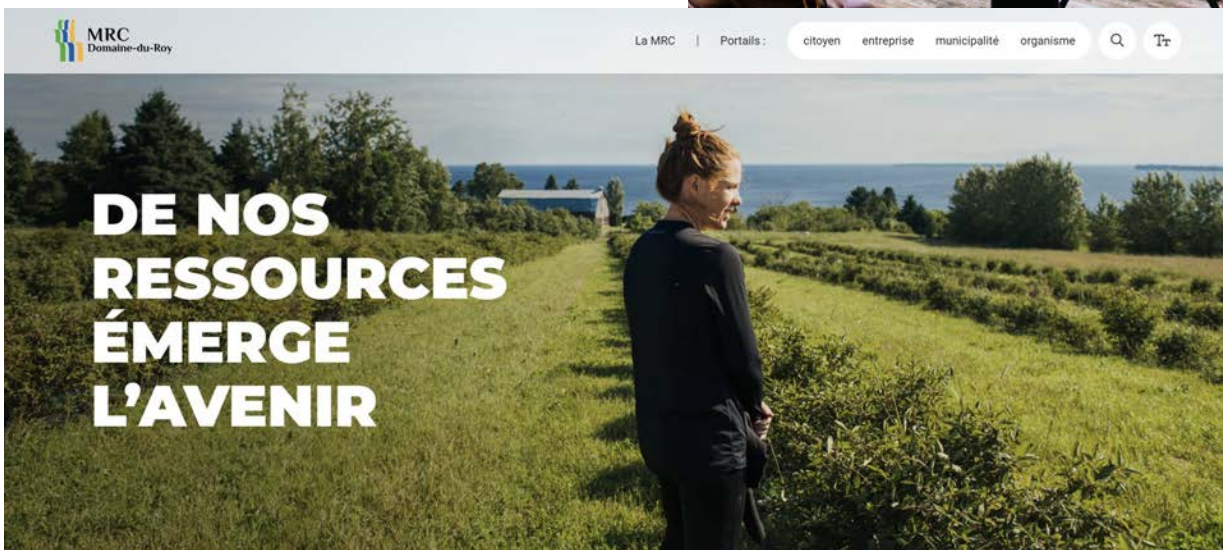 MRC
Domaine-du-Roy
La MRC | Portails : citoyen entreprise municipalité organisme Tт
DE NOS
RESSOURCES
ÉMERGE
L’AVENIR